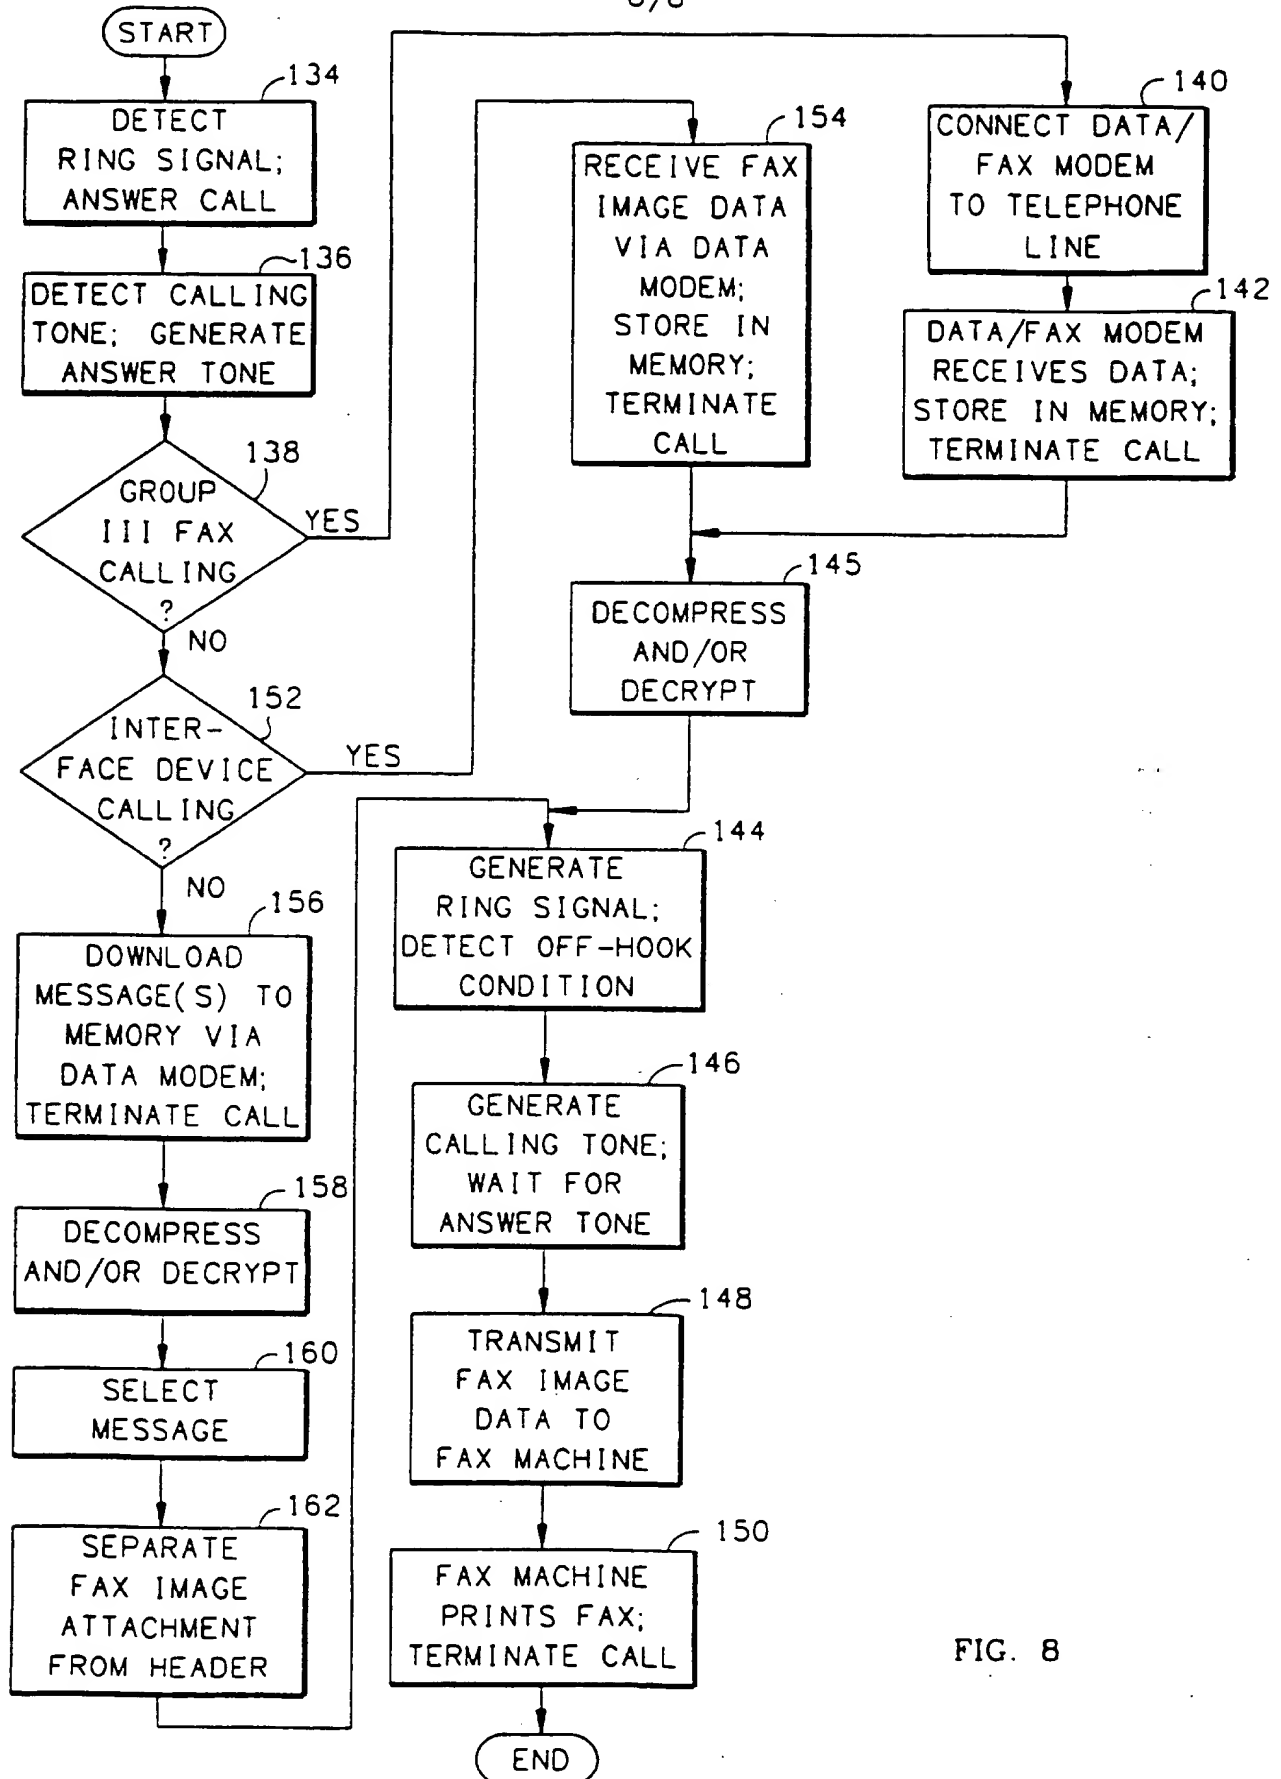 START
134
DETECT
RING SIGNAL;
ANSWER CALL
136
DETECT CALLING
TONE; GENERATE
ANSWER TONE
138
GROUP
III FAX
CALLING
?
YES
NO
152
INTER-
FACE DEVICE
CALLING
?
YES
NO
156
DOWNLOAD
MESSAGE(S) TO
MEMORY VIA
DATA MODEM;
TERMINATE CALL
158
DECOMPRESS
AND/OR DECRYPT
160
SELECT
MESSAGE
162
SEPARATE
FAX IMAGE
ATTACHMENT
FROM HEADER
154
RECEIVE FAX
IMAGE DATA
VIA DATA
MODEM;
STORE IN
MEMORY;
TERMINATE
CALL
140
CONNECT DATA/
FAX MODEM
TO TELEPHONE
LINE
142
DATA/FAX MODEM
RECEIVES DATA;
STORE IN MEMORY;
TERMINATE CALL
145
DECOMPRESS
AND/OR
DECRYPT
144
GENERATE
RING SIGNAL;
DETECT OFF-HOOK
CONDITION
146
GENERATE
CALLING TONE;
WAIT FOR
ANSWER TONE
148
TRANSMIT
FAX IMAGE
DATA TO
FAX MACHINE
150
FAX MACHINE
PRINTS FAX;
TERMINATE CALL
END
FIG. 8